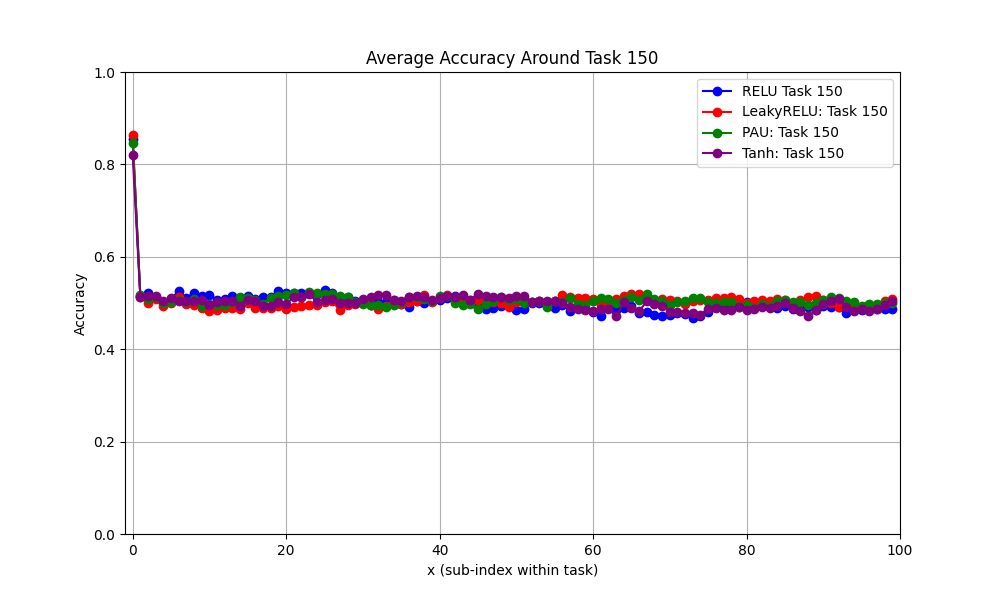 Average Accuracy Around Task 150
RELU Task 150
LeakyRELU: Task 150
PAU: Task 150
Tanh: Task 150
Accuracy
1.0
0.8
0.6
0.4
0.2
0.0
0 20 40 60 80 100
x (sub-index within task)